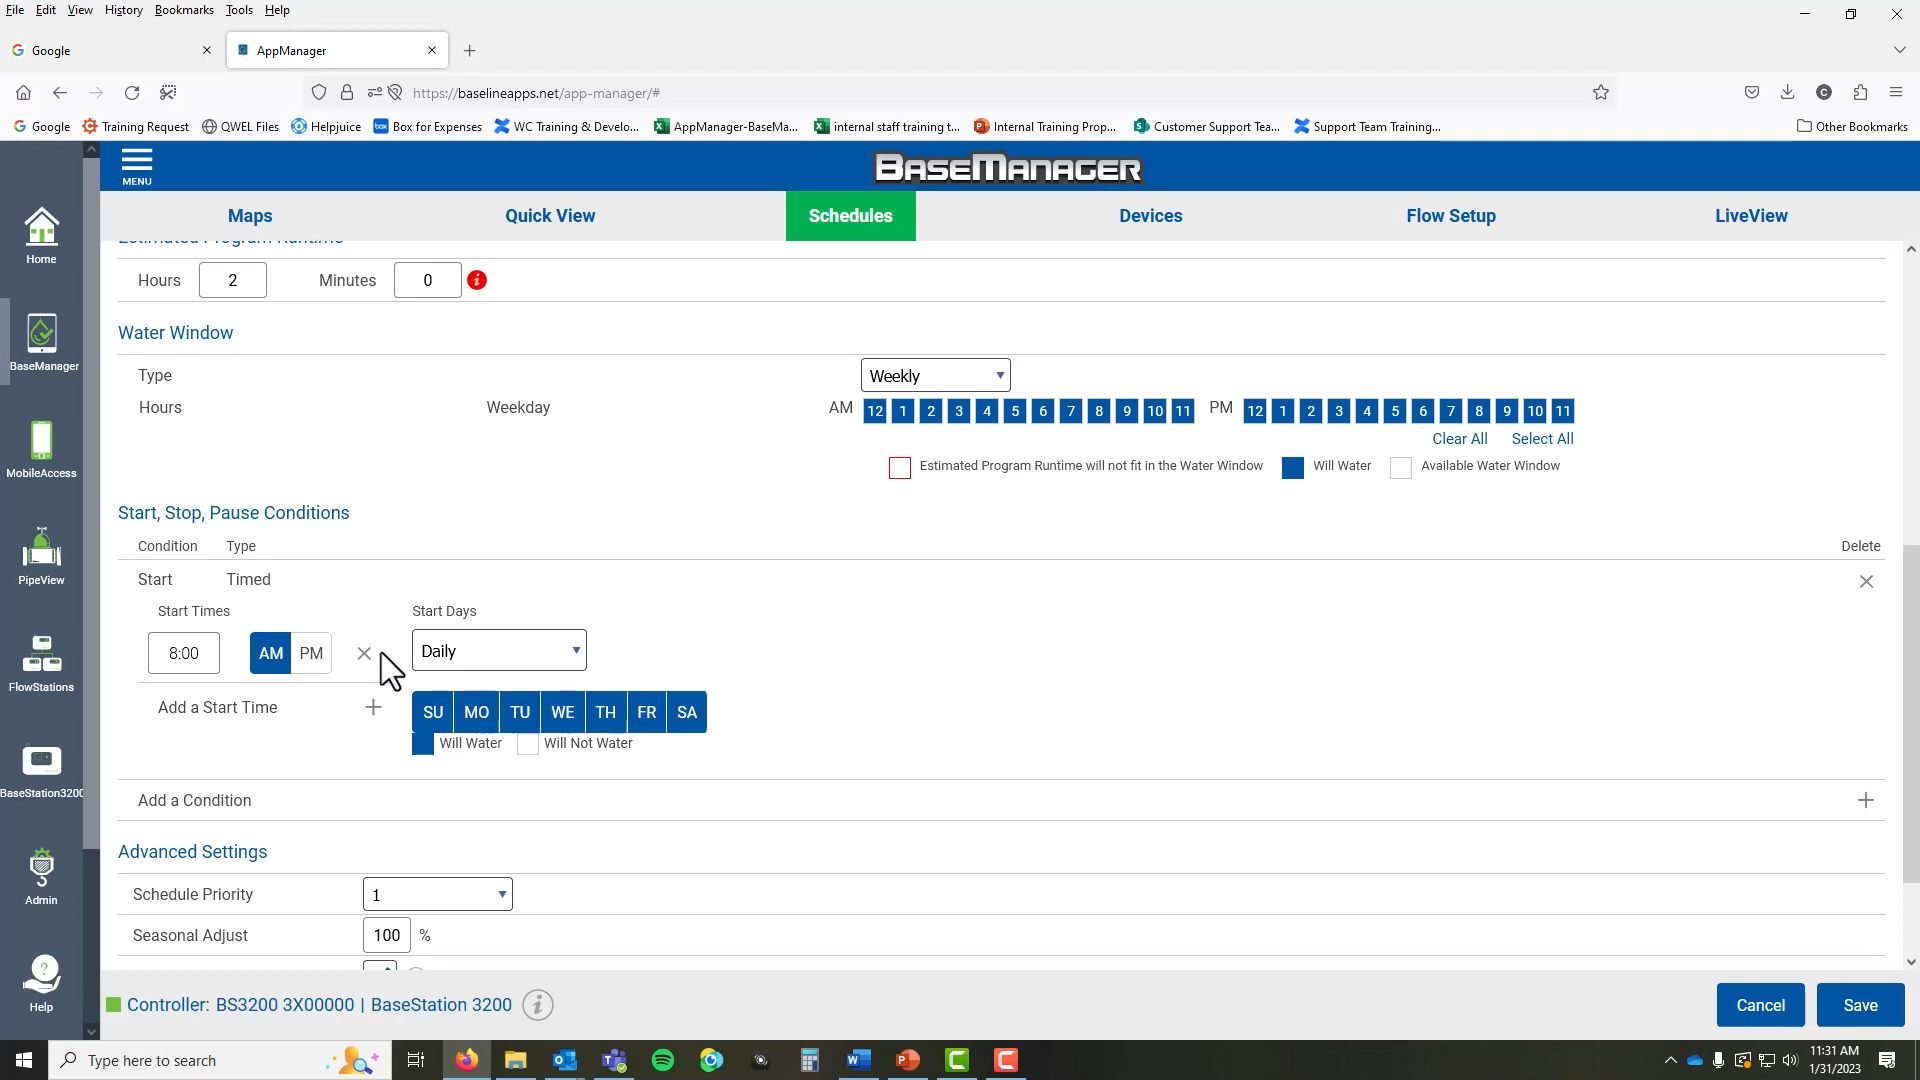 File Edit View History Bookmarks Tools Help
Google
AppManager
https://baselineapps.net/app-manager/#
Google Training Request QWEL Files Helpjuice Box for Expenses WC Training & Develo... AppManager-BaseMa... internal staff training t... Internal Training Prop... Customer Support Tea... Support Team Training... Other Bookmarks
MENU
BASEMANAGER
Maps Quick View Schedules Devices Flow Setup LiveView
Home
BaseManager
MobileAccess
PipeView
FlowStations
BaseStation3200
Admin
Help
Estimated Program Runtime
Hours 2 Minutes 0
Water Window
Type Weekly
Hours Weekday AM 12 1 2 3 4 5 6 7 8 9 10 11 PM 12 1 2 3 4 5 6 7 8 9 10 11
Clear All Select All
Estimated Program Runtime will not fit in the Water Window Will Water Available Water Window
Start, Stop, Pause Conditions
Condition Type Delete
Start Timed
Start Times Start Days
8:00 AM PM Daily
Add a Start Time SU MO TU WE TH FR SA
Will Water Will Not Water
Add a Condition
Advanced Settings
Schedule Priority 1
Seasonal Adjust 100 %
Controller: BS3200 3X00000 | BaseStation 3200
Cancel Save
Type here to search
11:31 AM
1/31/2023